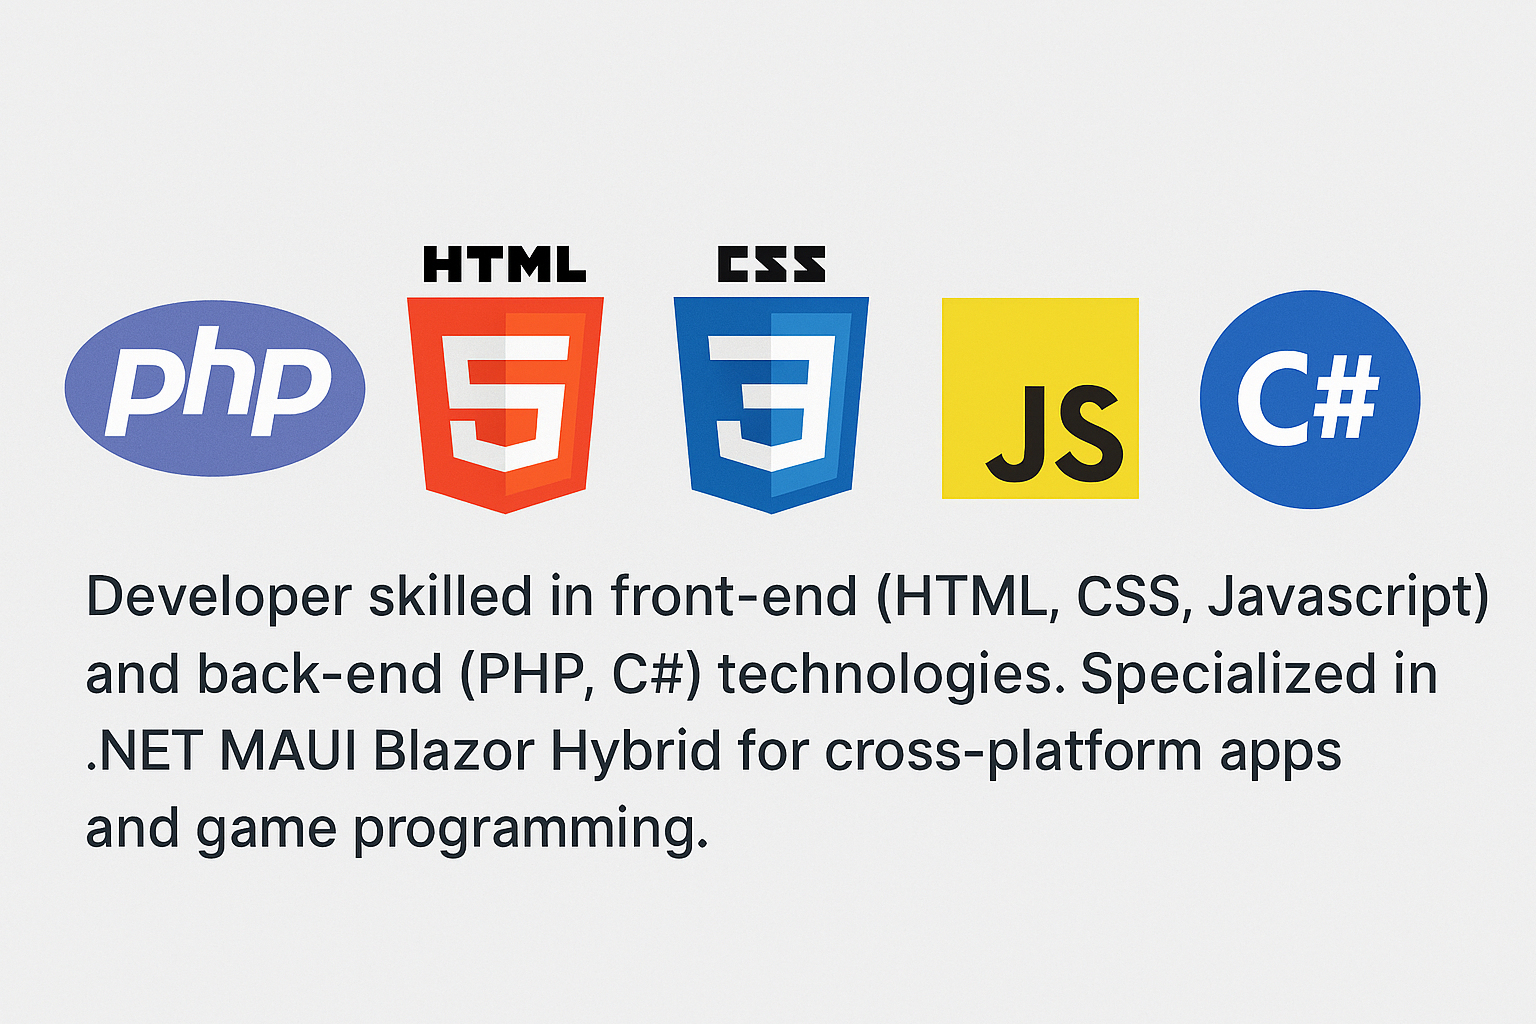 HTML
CSS
php
5
3
JS
C#
Developer skilled in front-end (HTML, CSS, Javascript)
and back-end (PHP, C#) technologies. Specialized in
.NET MAUI Blazor Hybrid for cross-platform apps
and game programming.